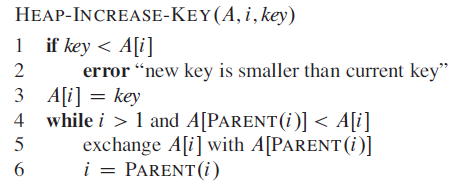 HEAP-INCREASE-KEY(A, i, key)
1 if key < A[i]
2 error “new key is smaller than current key”
3 A[i] = key
4 while i > 1 and A[PARENT(i)] < A[i]
5 exchange A[i] with A[PARENT(i)]
6 i = PARENT(i)